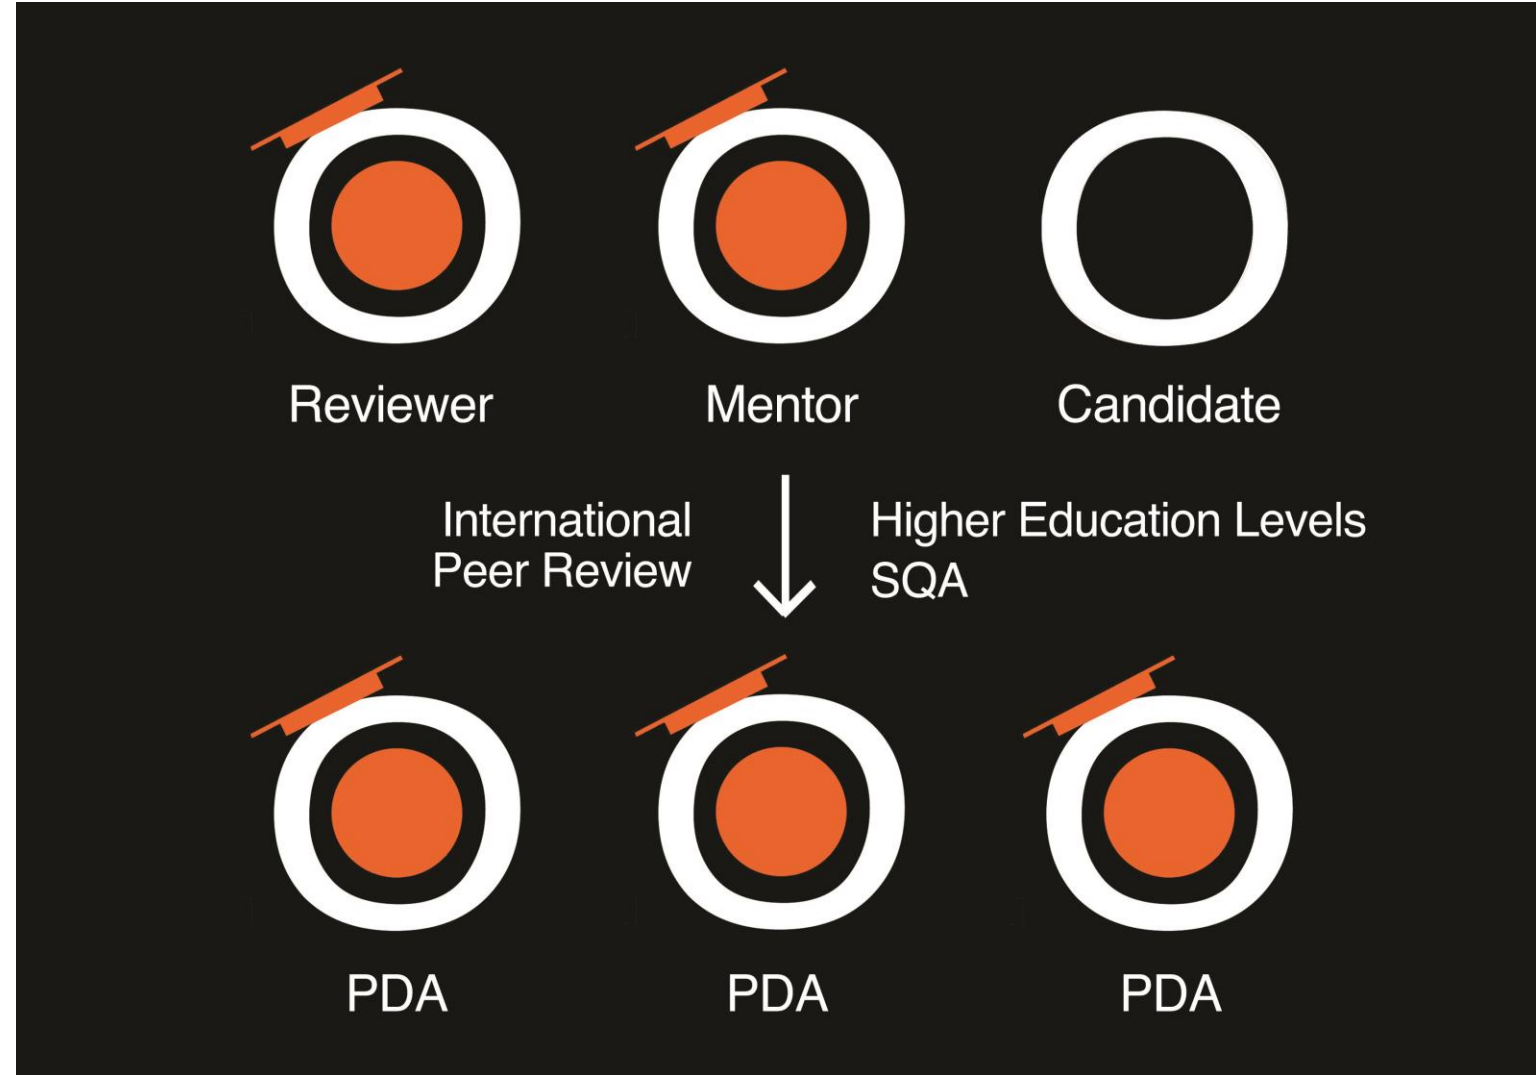 Reviewer
Mentor
Candidate
International
Peer Review
Higher Education Levels
SQA
PDA
PDA
PDA